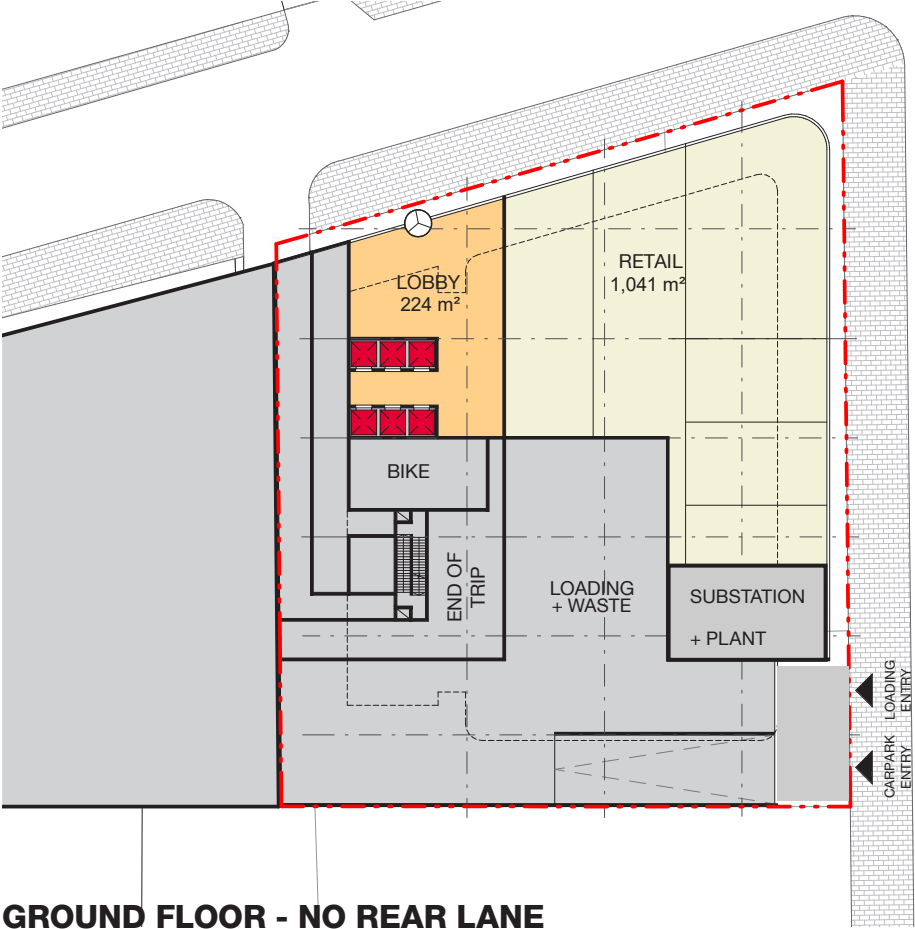 RETAIL
1,041 m²
LOBBY
224 m²
BIKE
END OF
TRIP
LOADING
+ WASTE
SUBSTATION
+ PLANT
LOADING
ENTRY
CARPARK
ENTRY
GROUND FLOOR - NO REAR LANE